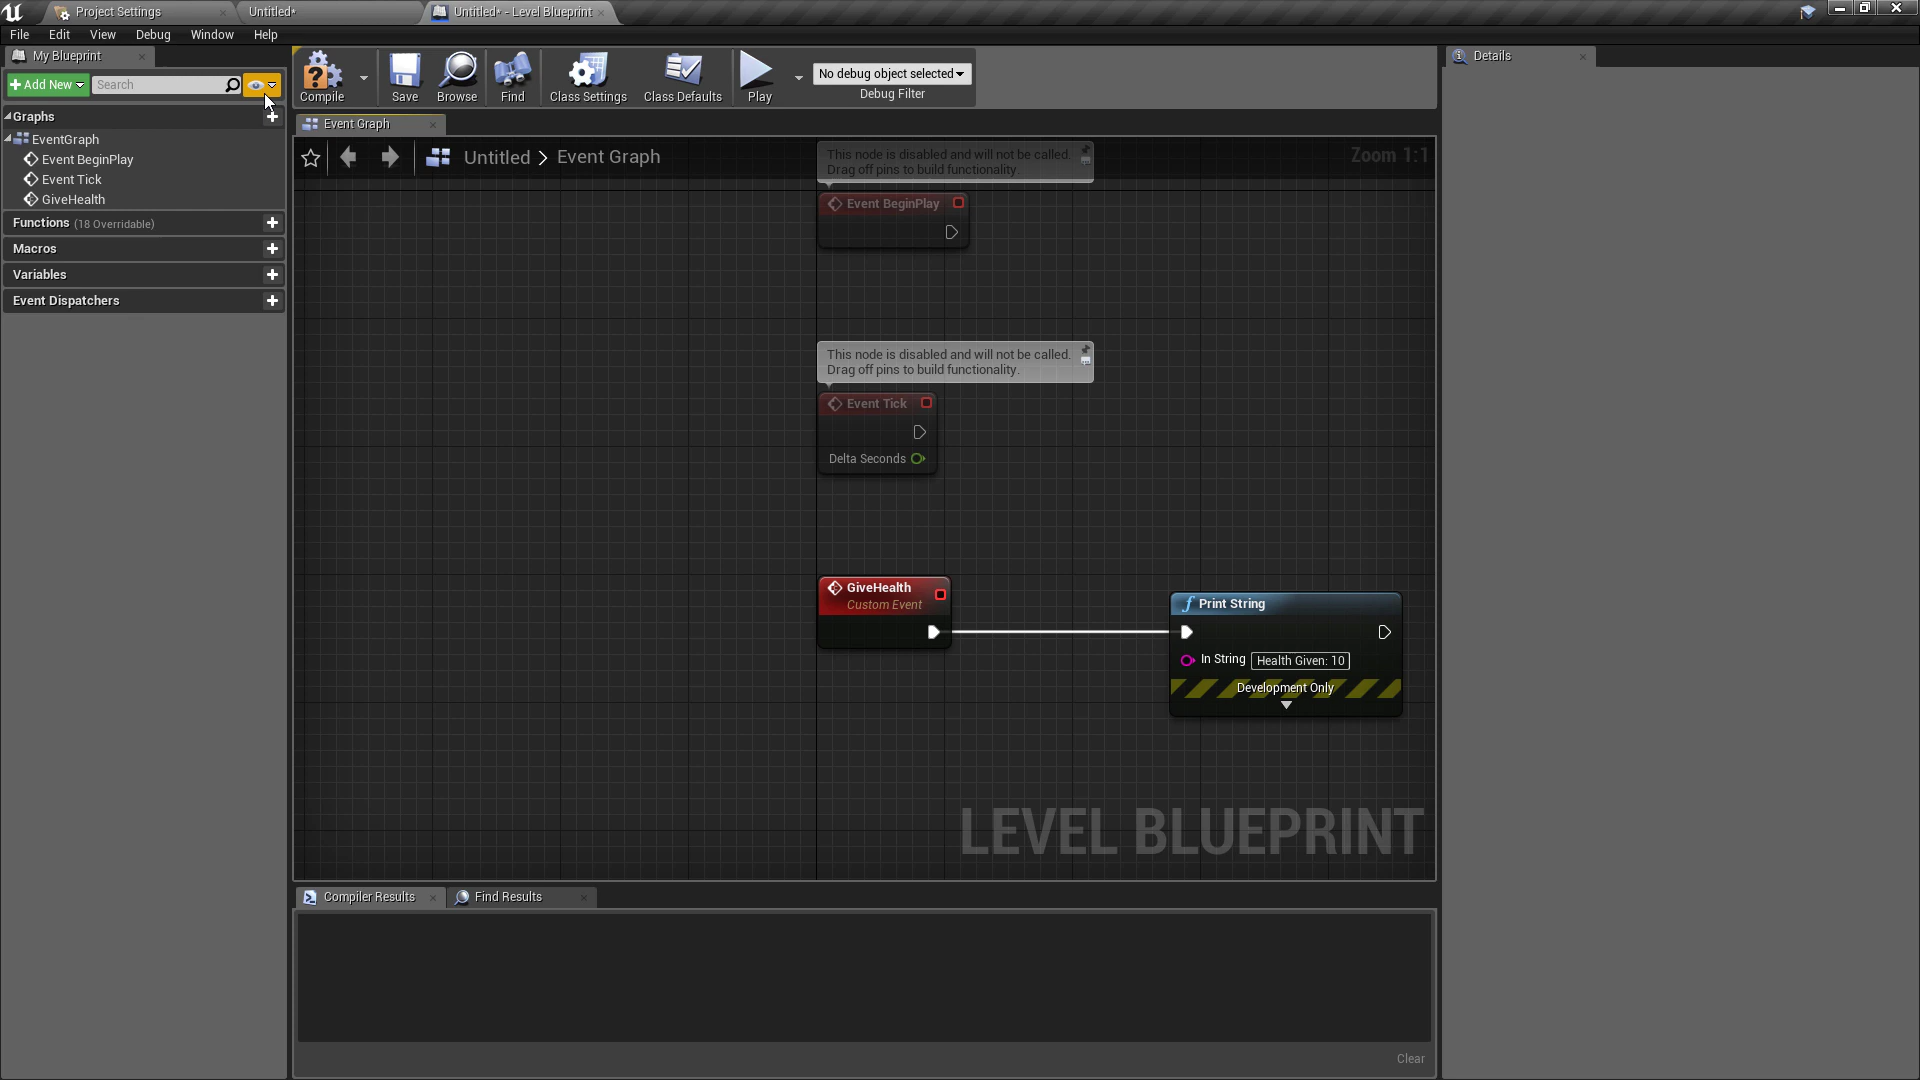 Project Settings
Untitled*
Untitled* - Level Blueprint
File
Edit
View
Debug
Window
Help
My Blueprint
Add New
Search
Graphs
EventGraph
Event BeginPlay
Event Tick
GiveHealth
Functions (18 Overridable)
Macros
Variables
Event Dispatchers
Compile
Save
Browse
Find
Class Settings
Class Defaults
Play
No debug object selected
Debug Filter
Event Graph
Untitled > Event Graph
Zoom 1:1
This node is disabled and will not be called.
Drag off pins to build functionality.
Event BeginPlay
This node is disabled and will not be called.
Drag off pins to build functionality.
Event Tick
Delta Seconds
GiveHealth
Custom Event
Print String
In String
Health Given: 10
Development Only
LEVEL BLUEPRINT
Compiler Results
Find Results
Clear
Details